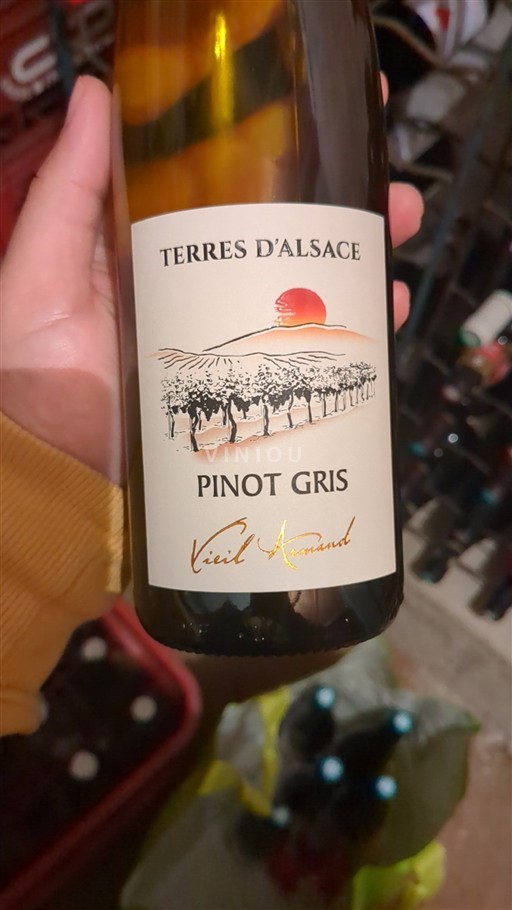 TERRES D'ALSACE
VINIOU
PINOT GRIS
Vieil Armand